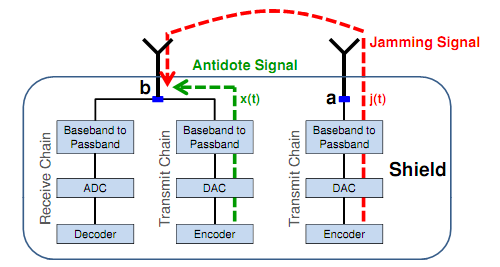 Jamming Signal
Antidote Signal
b
x(t)
a
j(t)
Receive Chain
Baseband to
Passband
ADC
Decoder
Transmit Chain
Baseband to
Passband
DAC
Encoder
Transmit Chain
Baseband to
Passband
DAC
Encoder
Shield